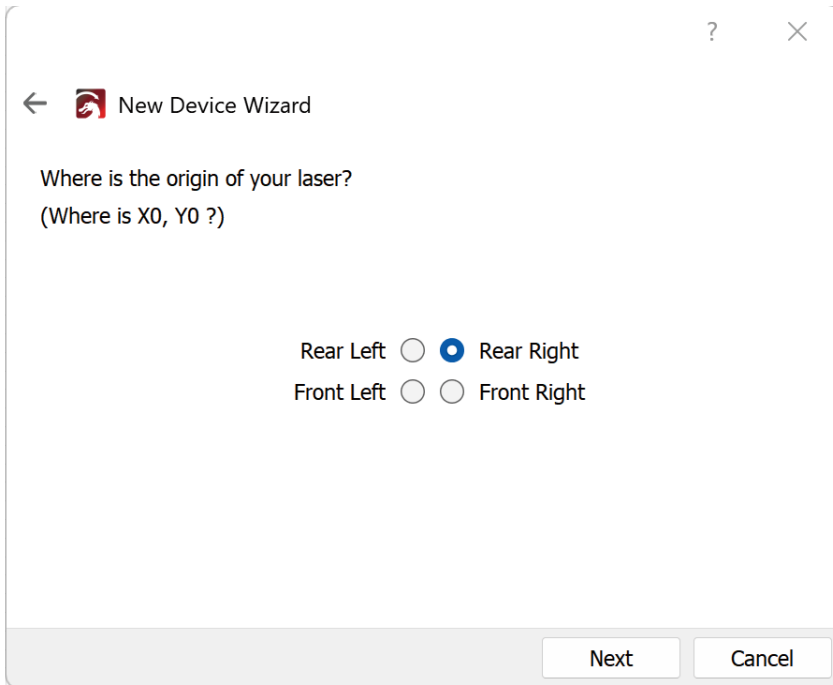 ?
New Device Wizard
Where is the origin of your laser?
(Where is X0, Y0 ?)
Rear Left Rear Right
Front Left Front Right
Next Cancel